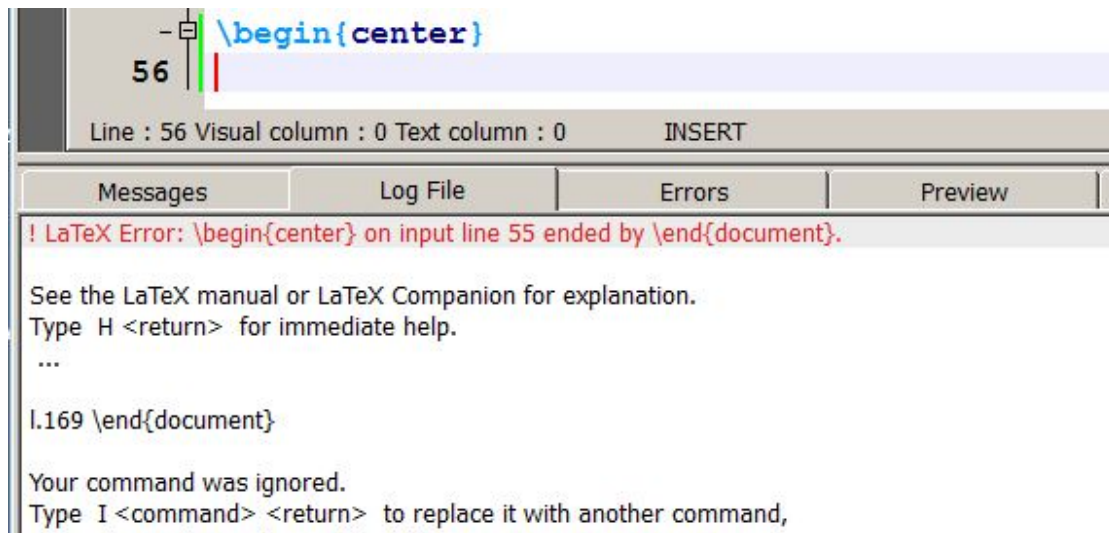 \begin{center}
56
Line : 56 Visual column : 0 Text column : 0 INSERT
Messages Log File Errors Preview
! LaTeX Error: \begin{center} on input line 55 ended by \end{document}.
See the LaTeX manual or LaTeX Companion for explanation.
Type H <return> for immediate help.
...
l.169 \end{document}
Your command was ignored.
Type I <command> <return> to replace it with another command,